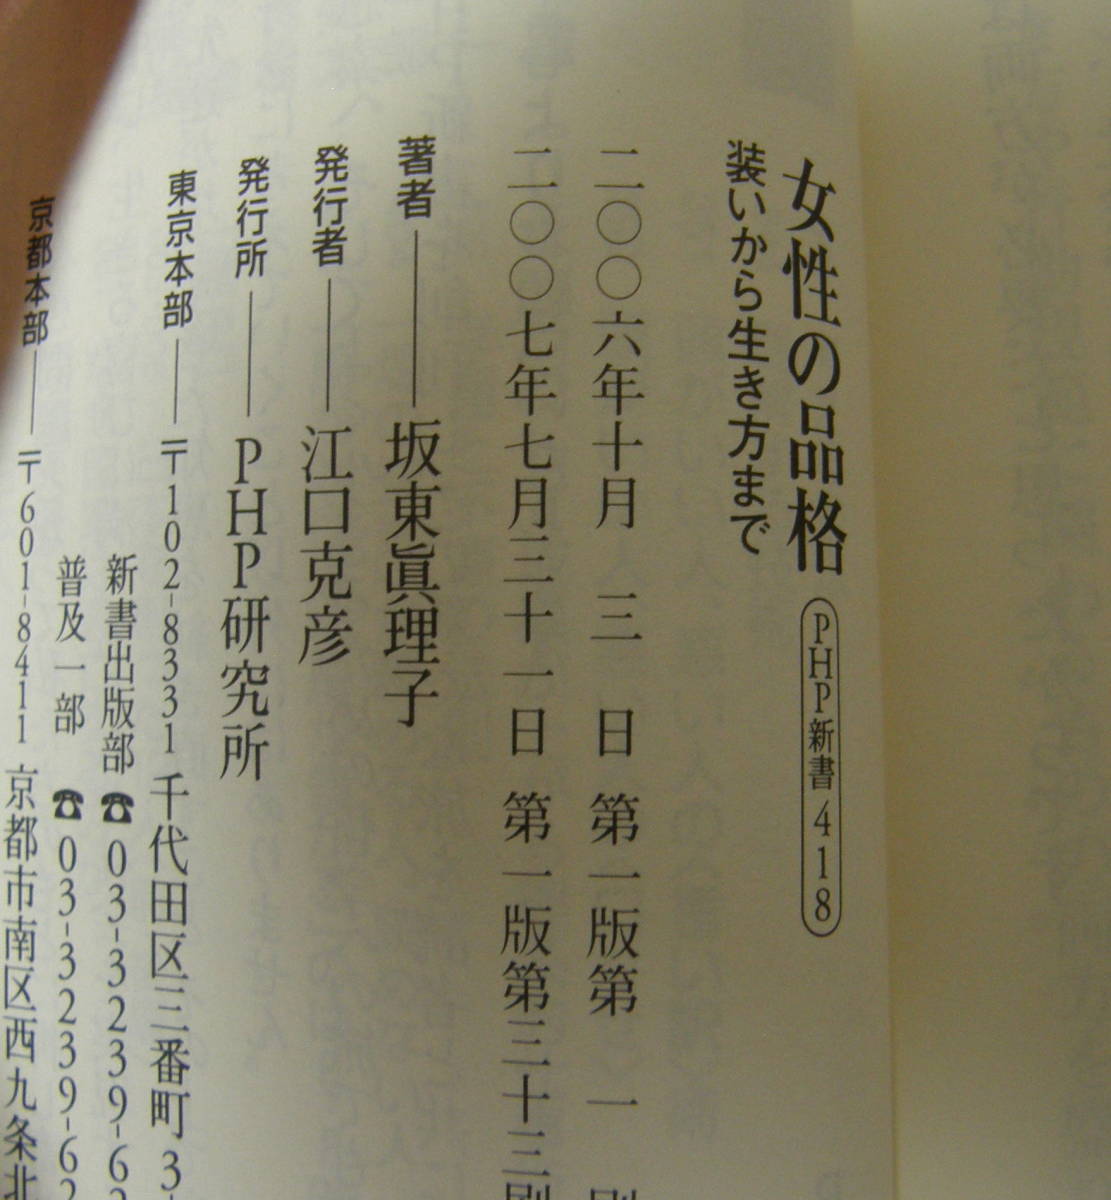 女性の品格 PHP新書418
装いから生き方まで
二〇〇六年十月 三 日 第一版第 一 刷
二〇〇七年七月三十一日 第一版第三十三刷
著者――坂東眞理子
発行者――江口克彦
発行所――PHP研究所
東京本部――〒102-8331 千代田区三番町3
新書出版部 ☎03-3239-6
普及一部 ☎03-3239-6
京都本部――〒601-8411 京都市南区西九条北